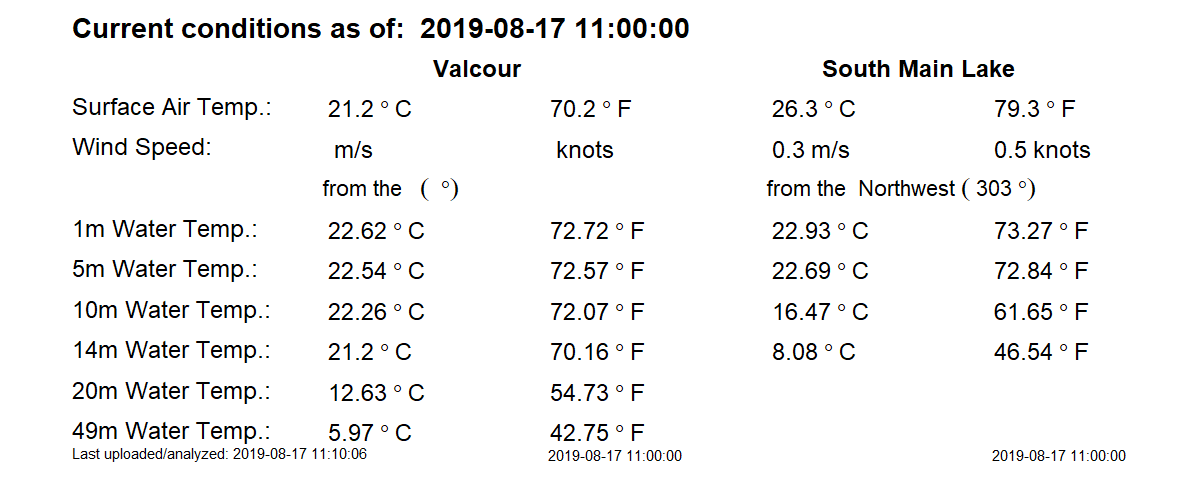 Current conditions as of:  2019-08-17 11:00:00
Valcour South Main Lake
Surface Air Temp.: 21.2 ° C 70.2 ° F 26.3 ° C 79.3 ° F
Wind Speed: m/s knots 0.3 m/s 0.5 knots
from the ( °) from the Northwest ( 303 °)
1m Water Temp.: 22.62 ° C 72.72 ° F 22.93 ° C 73.27 ° F
5m Water Temp.: 22.54 ° C 72.57 ° F 22.69 ° C 72.84 ° F
10m Water Temp.: 22.26 ° C 72.07 ° F 16.47 ° C 61.65 ° F
14m Water Temp.: 21.2 ° C 70.16 ° F 8.08 ° C 46.54 ° F
20m Water Temp.: 12.63 ° C 54.73 ° F
49m Water Temp.: 5.97 ° C 42.75 ° F
Last uploaded/analyzed: 2019-08-17 11:10:06 2019-08-17 11:00:00 2019-08-17 11:00:00